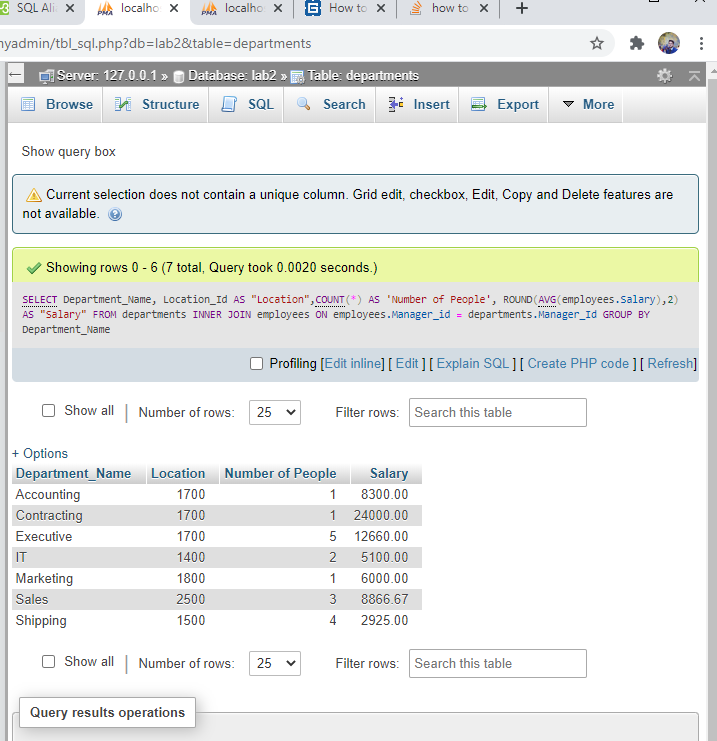 SQL Ali
localho
localho
How to
how to
nyadmin/tbl_sql.php?db=lab2&table=departments
Server: 127.0.0.1 » Database: lab2 » Table: departments
Browse Structure SQL Search Insert Export More
Show query box
Current selection does not contain a unique column. Grid edit, checkbox, Edit, Copy and Delete features are
not available.
Showing rows 0 - 6 (7 total, Query took 0.0020 seconds.)
SELECT Department_Name, Location_Id AS "Location",COUNT(*) AS 'Number of People', ROUND(AVG(employees.Salary),2)
AS "Salary" FROM departments INNER JOIN employees ON employees.Manager_id = departments.Manager_Id GROUP BY
Department_Name
Profiling [Edit inline] [ Edit ] [ Explain SQL ] [ Create PHP code ] [ Refresh]
Show all | Number of rows: 25 Filter rows: Search this table
+ Options
Department_Name Location Number of People Salary
Accounting 1700 1 8300.00
Contracting 1700 1 24000.00
Executive 1700 5 12660.00
IT 1400 2 5100.00
Marketing 1800 1 6000.00
Sales 2500 3 8866.67
Shipping 1500 4 2925.00
Show all | Number of rows: 25 Filter rows: Search this table
Query results operations